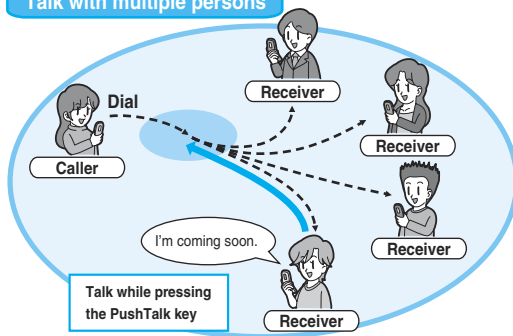 Talk with multiple persons
Receiver
Dial
Caller
Receiver
Receiver
I'm coming soon.
Talk while pressing
the PushTalk key
Receiver